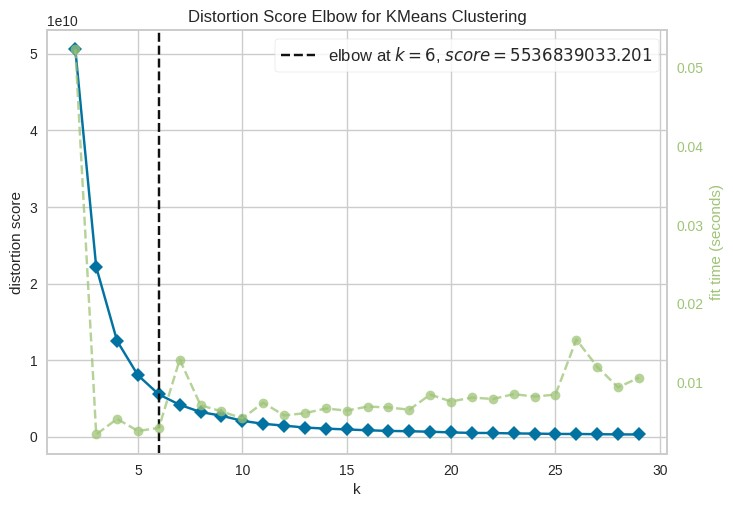 Distortion Score Elbow for KMeans Clustering
1e10
elbow at k = 6, score = 5536839033.201
5
4
3
2
1
0
distortion score
0.05
0.04
0.03
0.02
0.01
fit time (seconds)
5
10
15
20
25
30
k